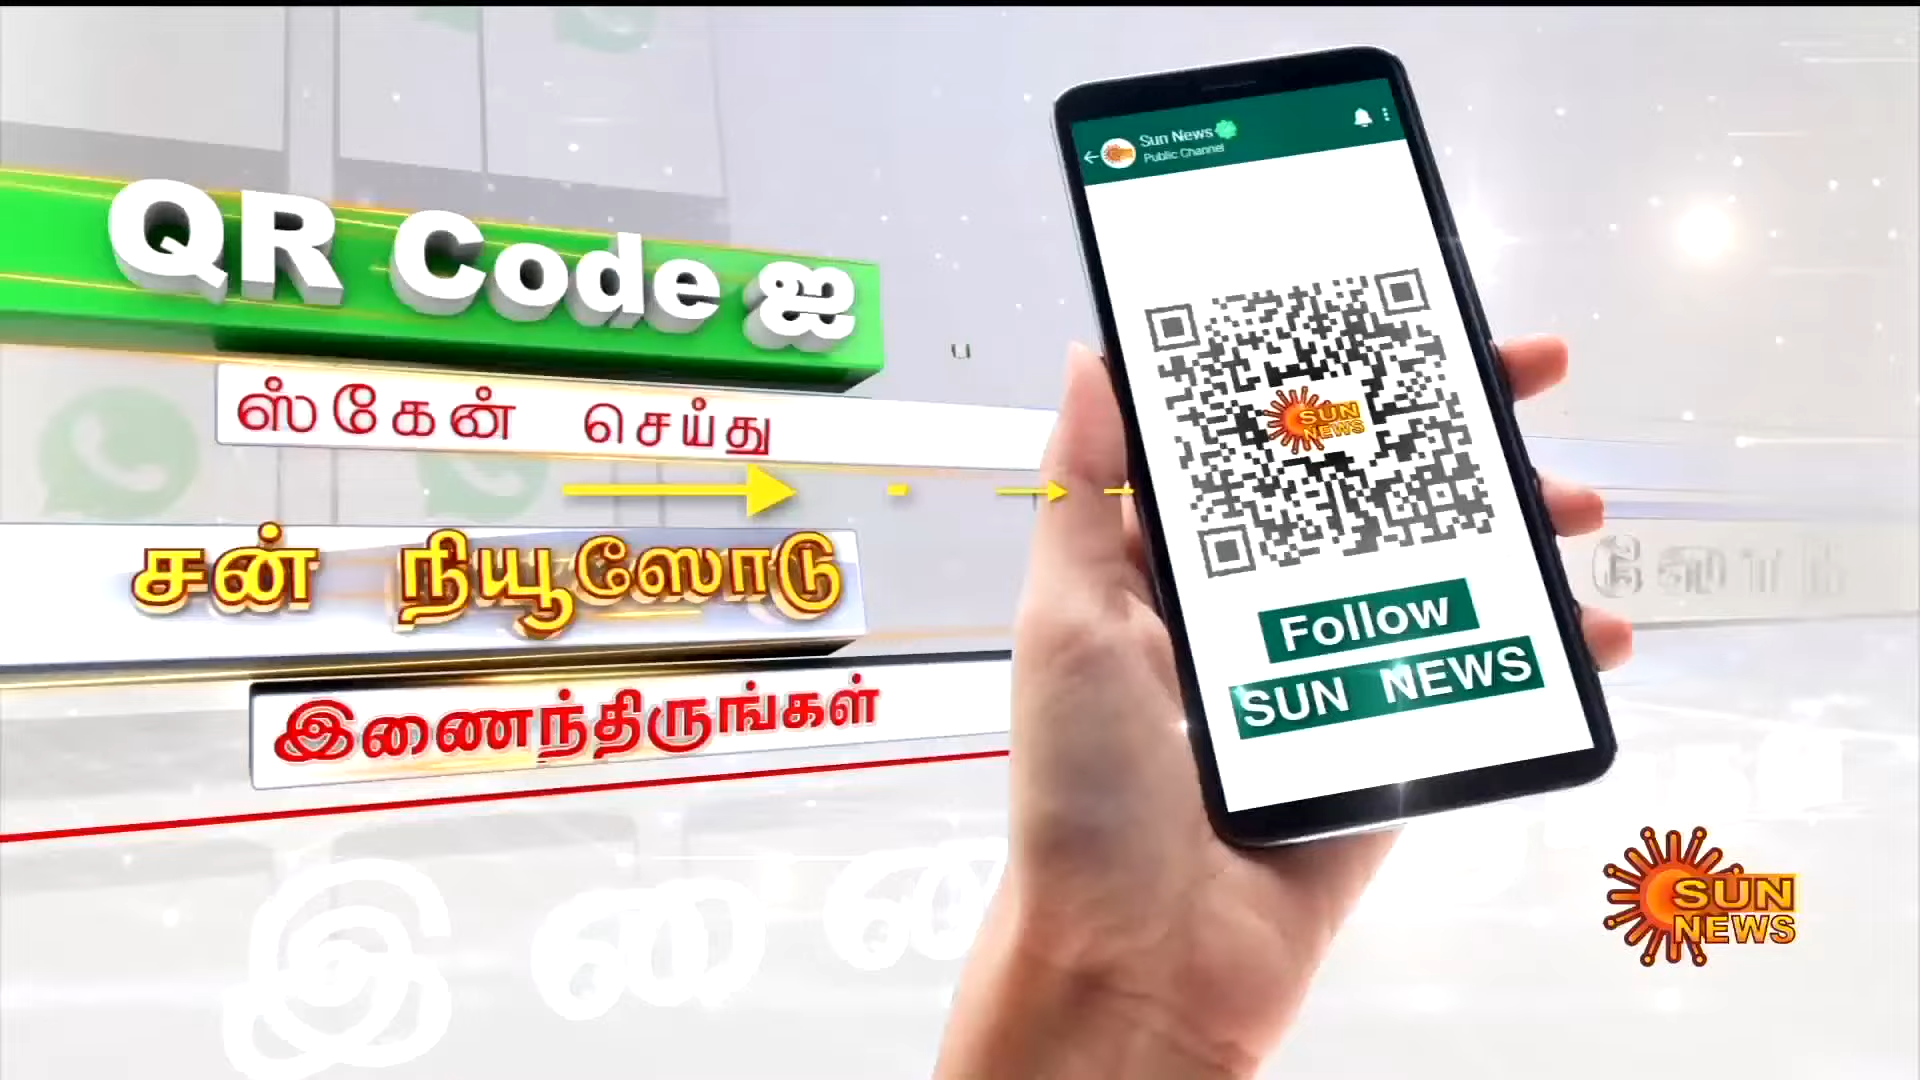 QR Code ஐ
ஸ்கேன் செய்து
சன் நியூஸோடு
இணைந்திருங்கள்
Sun News
Public Channel
SUN NEWS
Follow
SUN NEWS
SUN NEWS